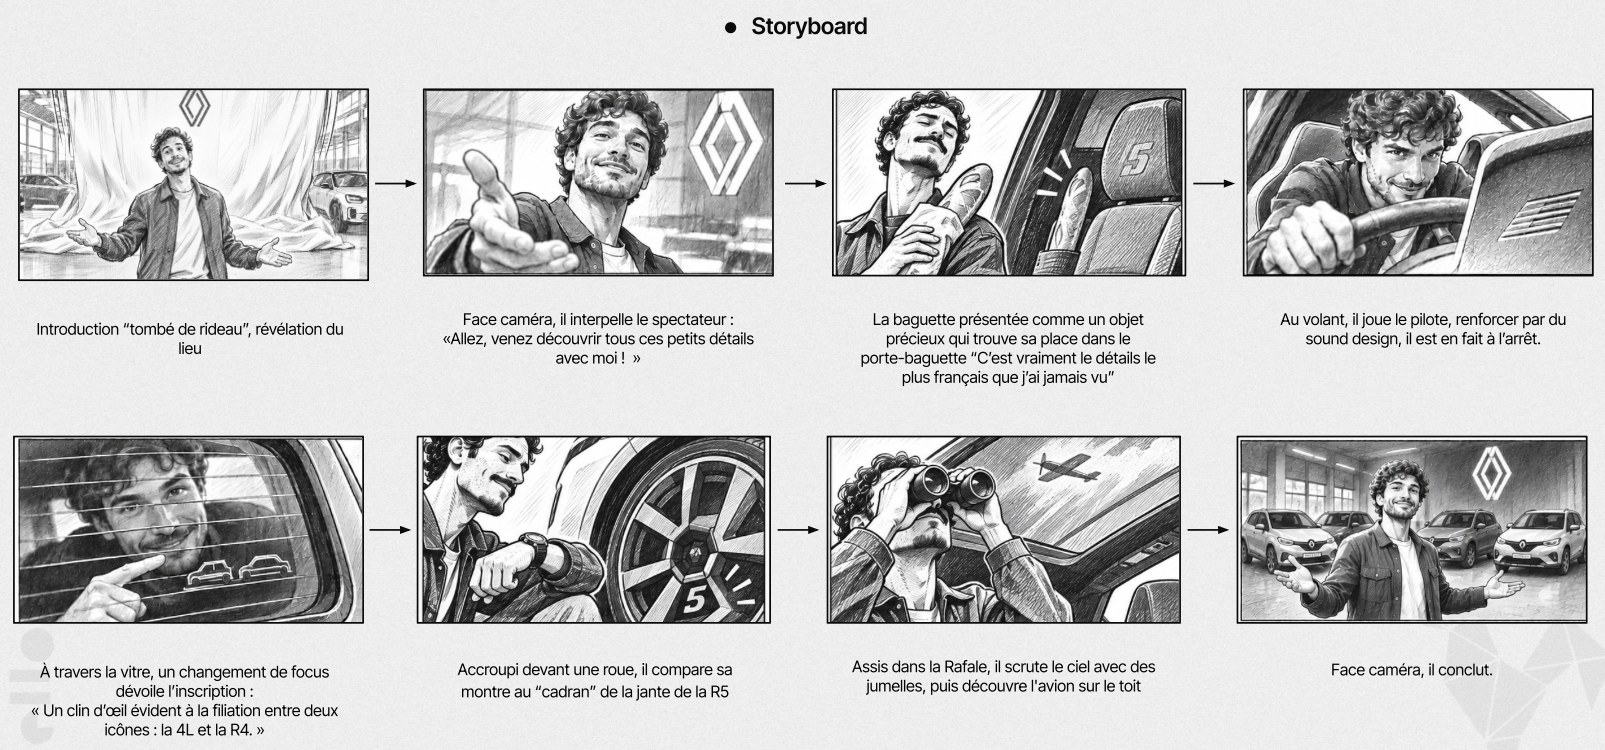 Storyboard
Introduction “tombé de rideau”, révélation du
lieu
Face caméra, il interpelle le spectateur :
«Allez, venez découvrir tous ces petits détails
avec moi ! »
5
La baguette présentée comme un objet
précieux qui trouve sa place dans le
porte-baguette “C’est vraiment le détails le
plus français que j’ai jamais vu”
Au volant, il joue le pilote, renforcer par du
sound design, il est en fait à l’arrêt.
À travers la vitre, un changement de focus
dévoile l’inscription :
« Un clin d’œil évident à la filiation entre deux
icônes : la 4L et la R4. »
5
Accroupi devant une roue, il compare sa
montre au “cadran” de la jante de la R5
Assis dans la Rafale, il scrute le ciel avec des
jumelles, puis découvre l'avion sur le toit
Face caméra, il conclut.